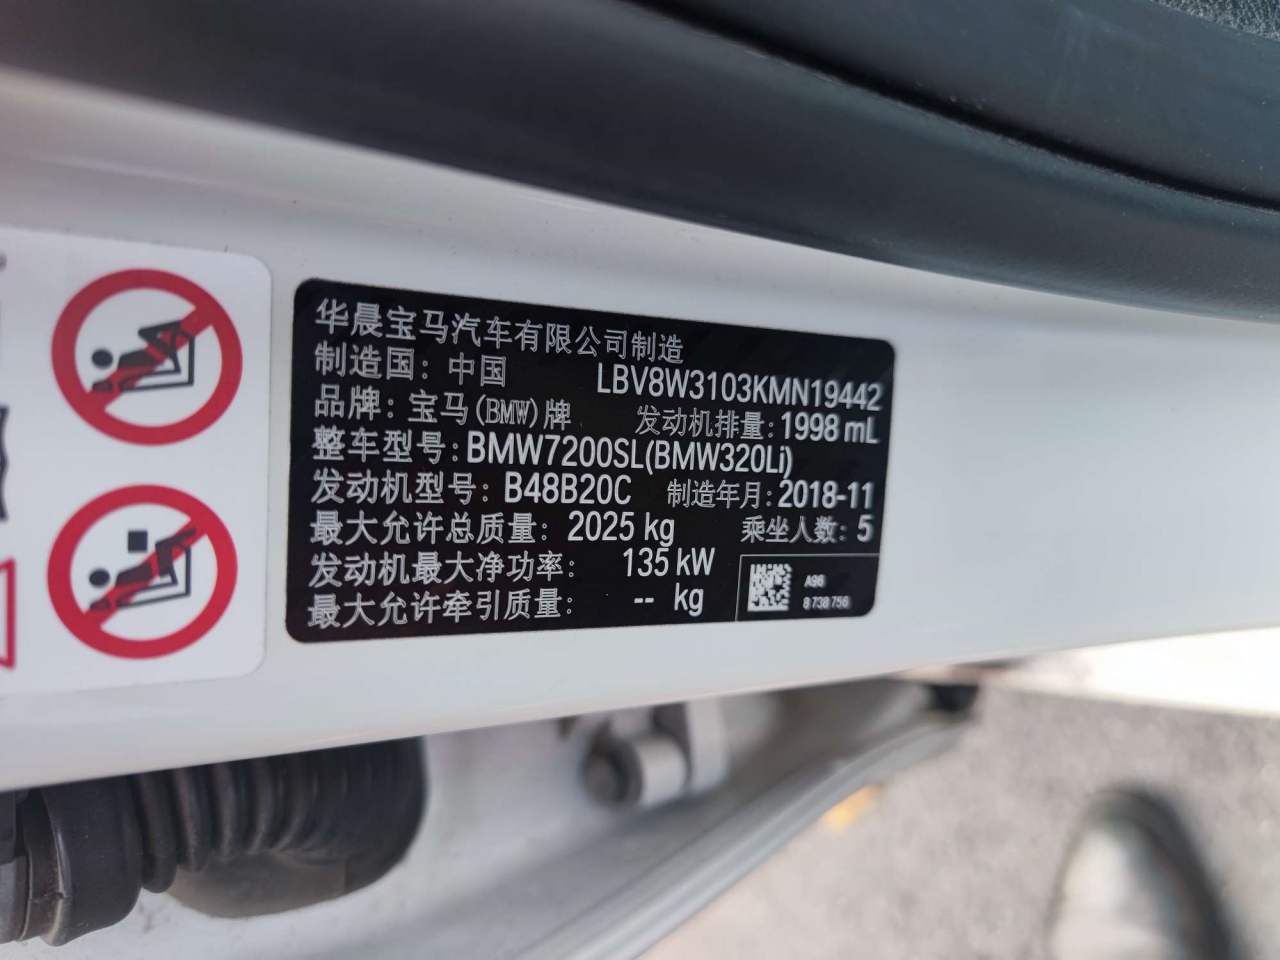 华晨宝马汽车有限公司制造
制造国：中国 LBV8W3103KMN19442
品牌：宝马(BMW)牌 发动机排量：1998 mL
整车型号：BMW7200SL(BMW320Li)
发动机型号：B48B20C 制造年月：2018-11
最大允许总质量：2025 kg 乘坐人数：5
发动机最大净功率：135 kW
最大允许牵引质量：-- kg
A96
8 738 756